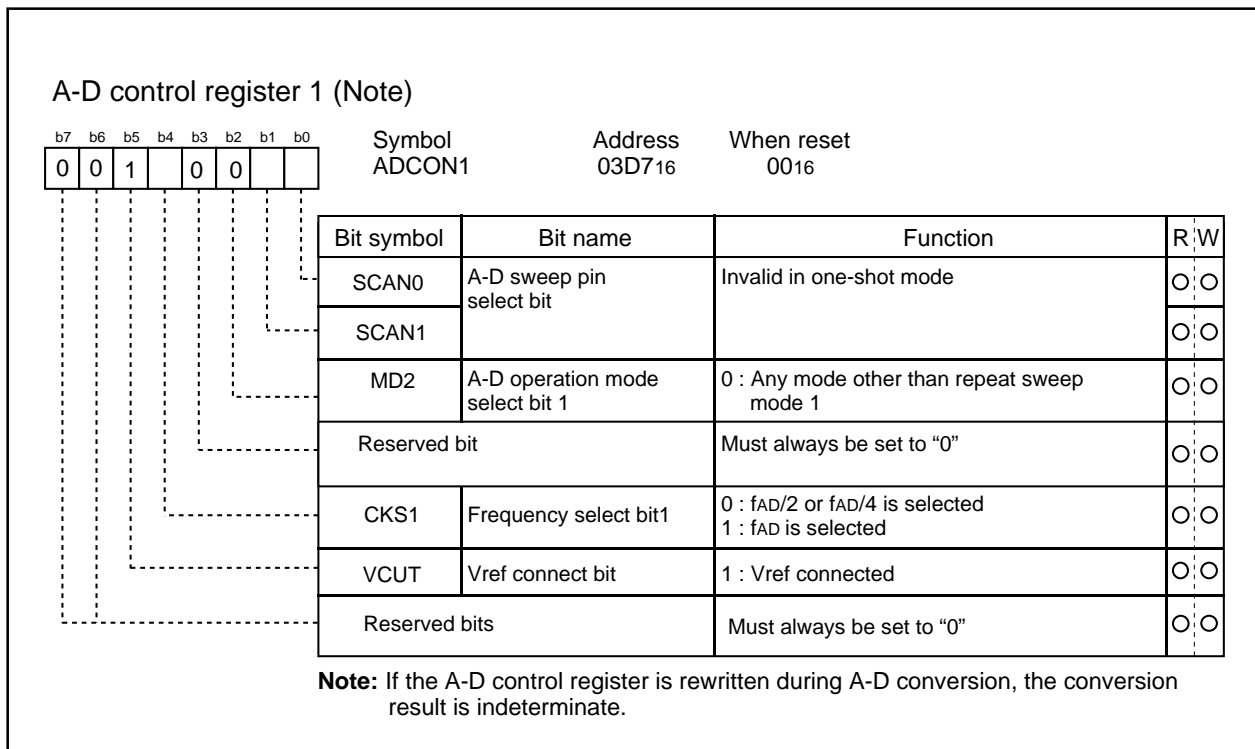 A-D control register 1 (Note)
b7 b6 b5 b4 b3 b2 b1 b0
Symbol Address When reset
ADCON1 03D716 0016
0 0 1 0 0
Bit symbol Bit name Function R W
SCAN0 A-D sweep pin select bit Invalid in one-shot mode
SCAN1
MD2 A-D operation mode select bit 1 0 : Any mode other than repeat sweep mode 1
Reserved bit Must always be set to “0”
CKS1 Frequency select bit1 0 : fAD/2 or fAD/4 is selected
1 : fAD is selected
VCUT Vref connect bit 1 : Vref connected
Reserved bits Must always be set to “0”
Note: If the A-D control register is rewritten during A-D conversion, the conversion
result is indeterminate.